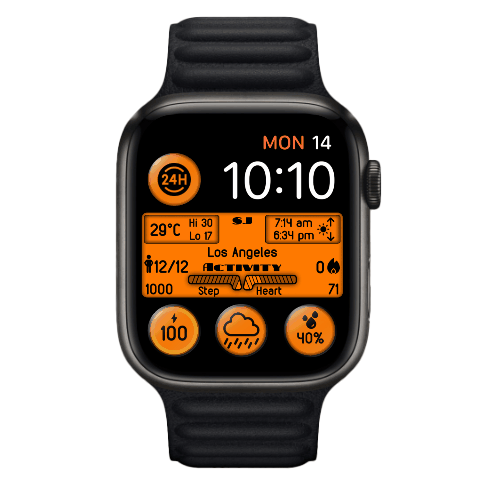 MON 14
24H
10:10
29°C
Hi 30
Lo 17
SJ
7:14 am
6:34 pm
Los Angeles
12/12
ACTIVITY
0
1000
Step
Heart
71
100
40%